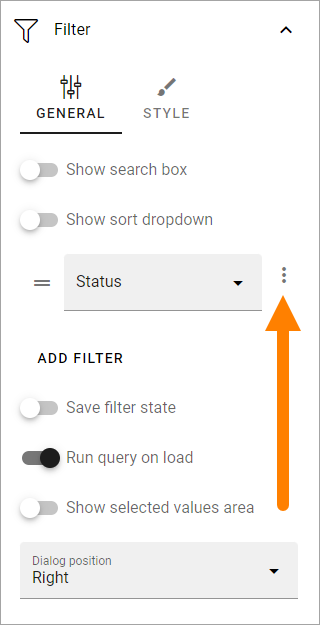 Filter
GENERAL STYLE
Show search box
Show sort dropdown
Status
ADD FILTER
Save filter state
Run query on load
Show selected values area
Dialog position
Right